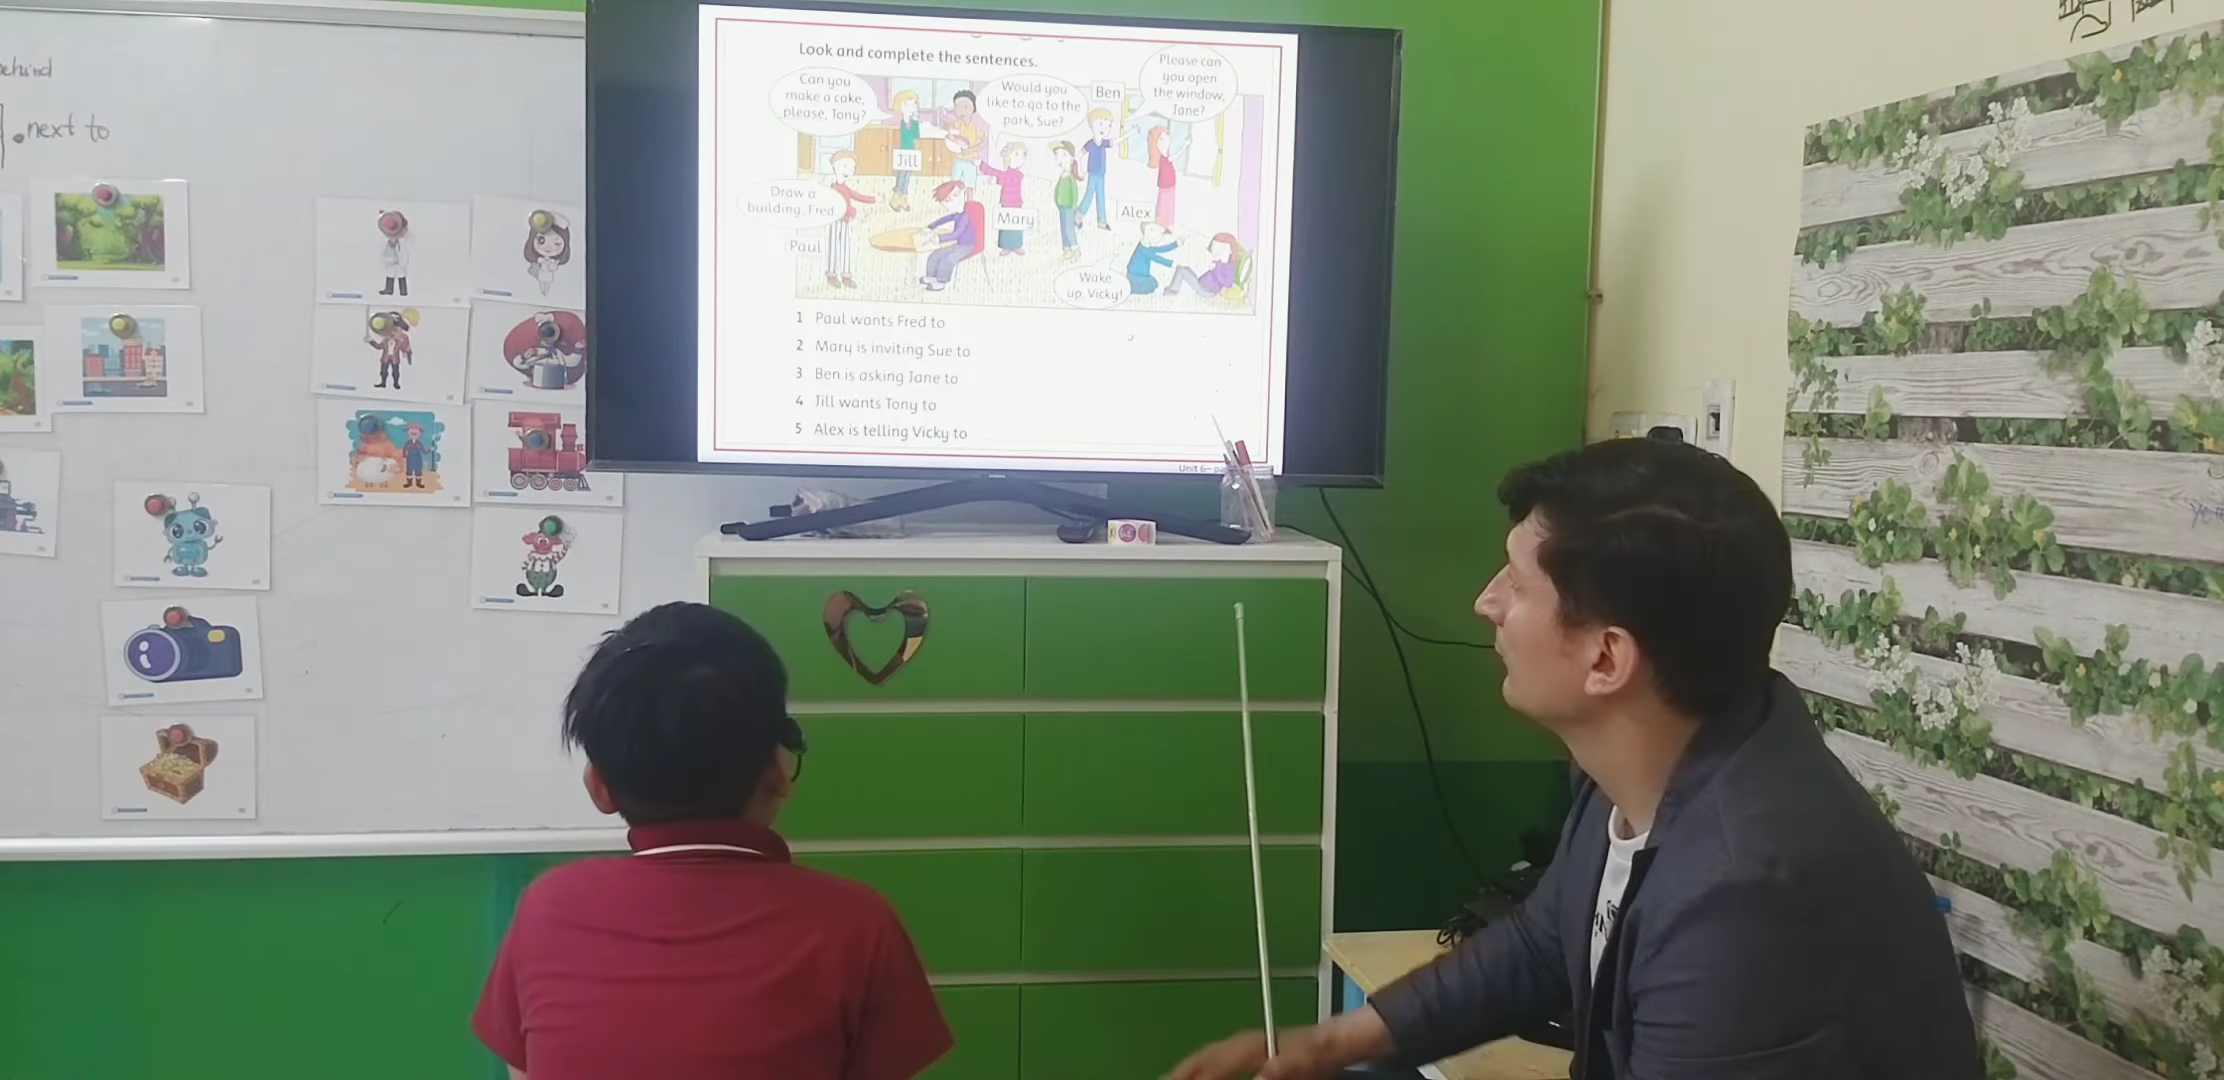 next to
Look and complete the sentences.
Can you
make a cake,
please, Tony?
Would you
like to go to the
park, Sue?
Ben
Please can
you open
the window,
Jane?
Jill
Draw a
building, Fred.
Paul
Mary
Alex
Wake
up, Vicky!
1 Paul wants Fred to
2 Mary is inviting Sue to
3 Ben is asking Jane to
4 Jill wants Tony to
5 Alex is telling Vicky to
Unit 6